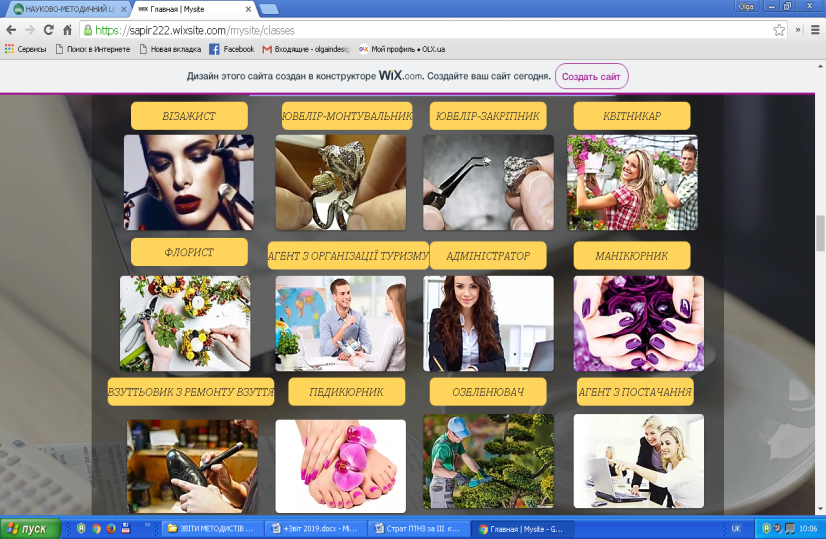 НАУКОВО-МЕТОДИЧНИЙ Ц
Главная | Mysite
Olga
https://sapir222.wixsite.com/mysite/classes
Сервисы
Поиск в Интернете
Новая вкладка
Facebook
Входящие - olgaindesig
Мой профиль • OLX.ua
Дизайн этого сайта создан в конструкторе WiX.com. Создайте ваш сайт сегодня.
Создать сайт
ВІЗАЖИСТ
ЮВЕЛІР-МОНТУВАЛЬНИК
ЮВЕЛІР-ЗАКРІПНИК
КВІТНИКАР
ФЛОРИСТ
АГЕНТ З ОРГАНІЗАЦІЇ ТУРИЗМУ
АДМІНІСТРАТОР
МАНІКЮРНИК
ВЗУТТЬОВИК З РЕМОНТУ ВЗУТТЯ
ПЕДИКЮРНИК
ОЗЕЛЕНЮВАЧ
АГЕНТ З ПОСТАЧАННЯ
пуск
ЗВІТИ МЕТОДИСТІВ ...
+Звіт 2019.docx - Mi...
Страт ПТНЗ за III к...
Главная | Mysite - G...
UK
10:06